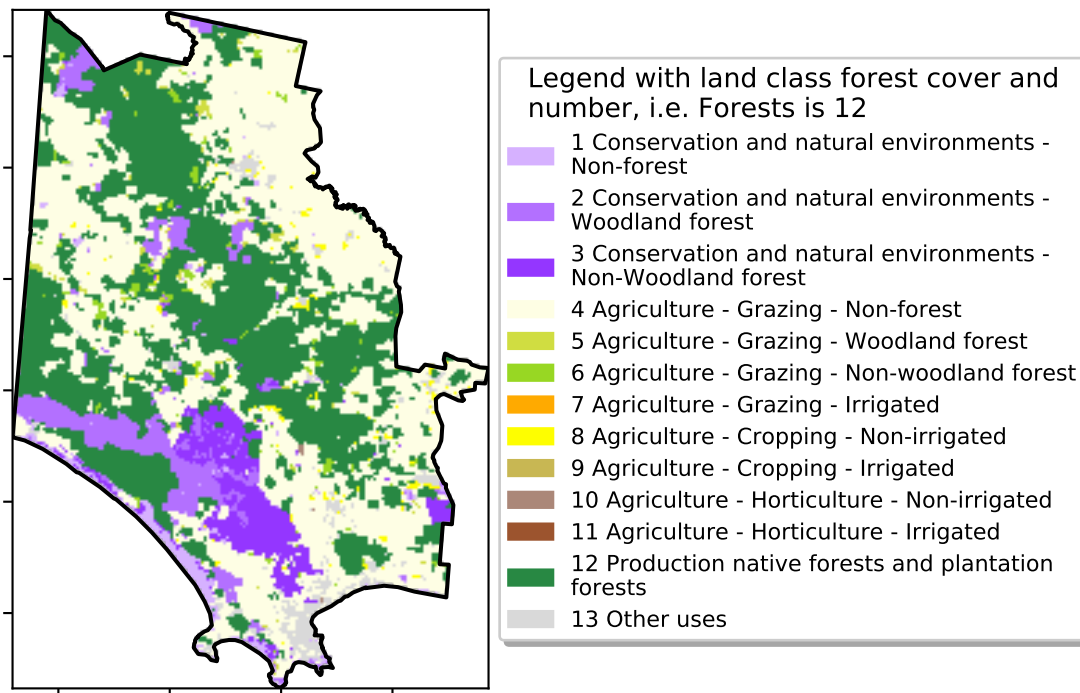 Legend with land class forest cover and
number, i.e. Forests is 12
1 Conservation and natural environments -
Non-forest
2 Conservation and natural environments -
Woodland forest
3 Conservation and natural environments -
Non-Woodland forest
4 Agriculture - Grazing - Non-forest
5 Agriculture - Grazing - Woodland forest
6 Agriculture - Grazing - Non-woodland forest
7 Agriculture - Grazing - Irrigated
8 Agriculture - Cropping - Non-irrigated
9 Agriculture - Cropping - Irrigated
10 Agriculture - Horticulture - Non-irrigated
11 Agriculture - Horticulture - Irrigated
12 Production native forests and plantation
forests
13 Other uses